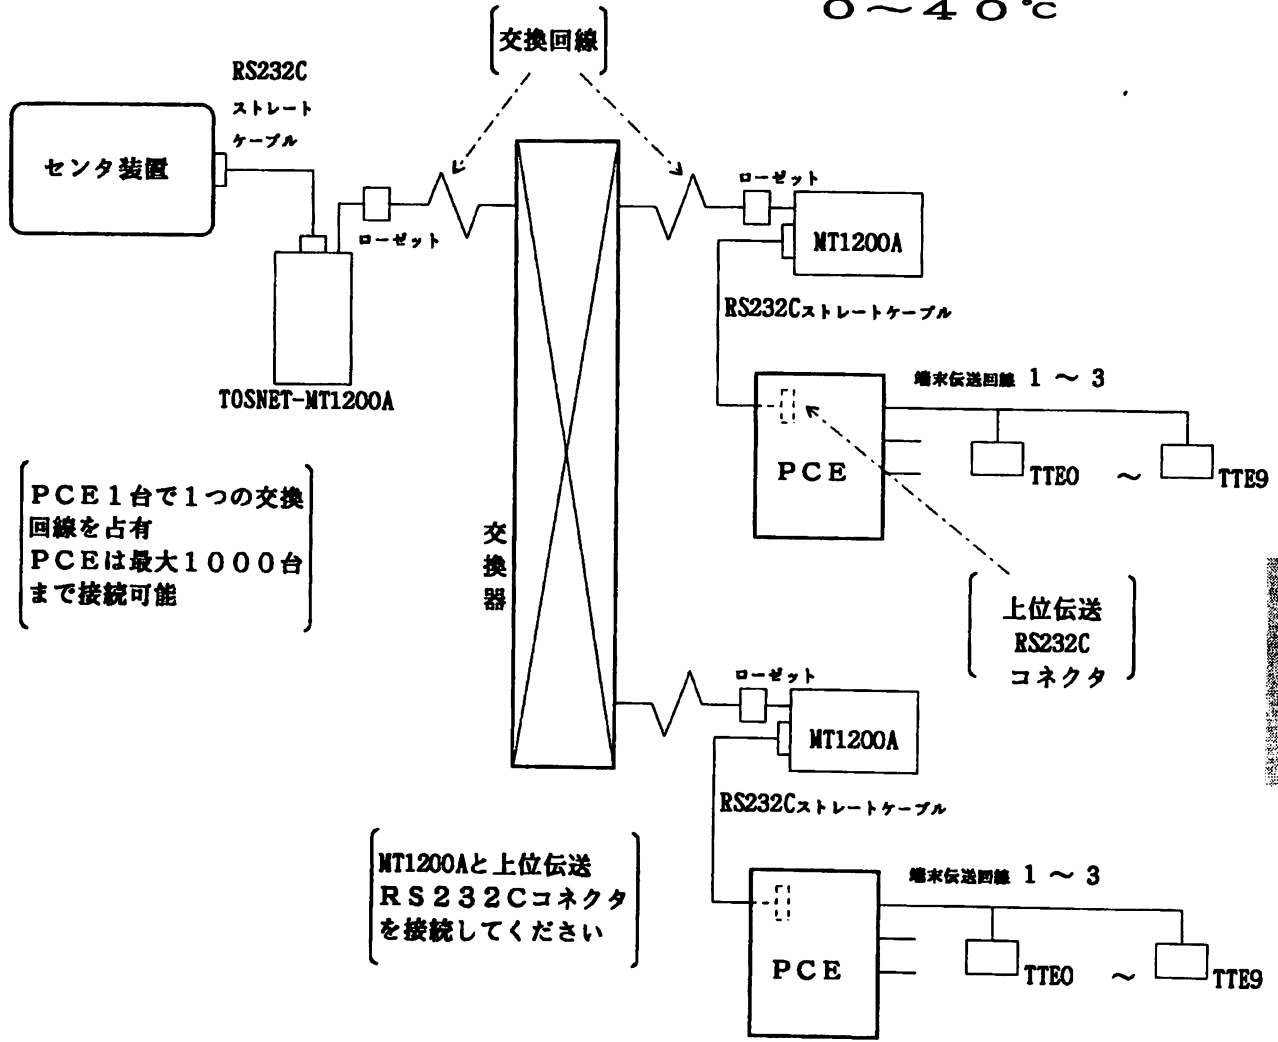 0～40℃
交換回線
RS232C
ストレート
ケーブル
センタ装置
ローゼット
TOSNET-MT1200A
ローゼット
MT1200A
RS232Cストレートケーブル
端末伝送回線 1 ～ 3
PCE
TTE0 ～ TTE9
PCE1台で1つの交換
回線を占有
PCEは最大1000台
まで接続可能
交
換
器
上位伝送
RS232C
コネクタ
ローゼット
MT1200A
RS232Cストレートケーブル
MT1200Aと上位伝送
RS232Cコネクタ
を接続してください
端末伝送回線 1 ～ 3
PCE
TTE0 ～ TTE9